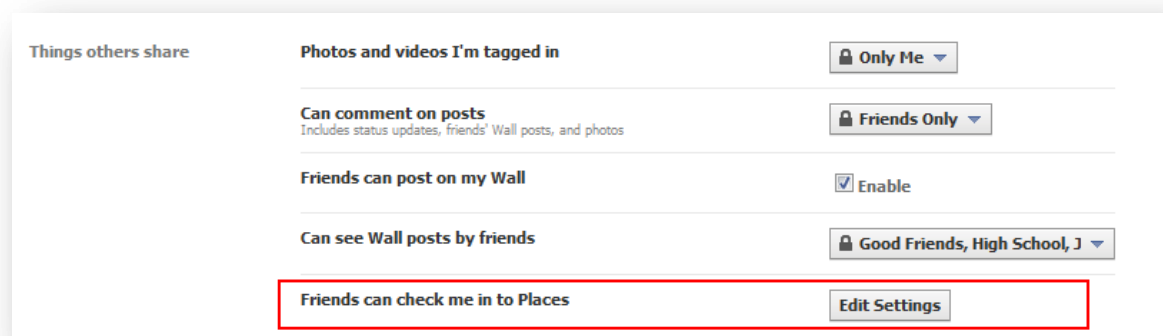 Things others share
Photos and videos I'm tagged in
Only Me
Can comment on posts
Includes status updates, friends' Wall posts, and photos
Friends Only
Friends can post on my Wall
Enable
Can see Wall posts by friends
Good Friends, High School, J
Friends can check me in to Places
Edit Settings